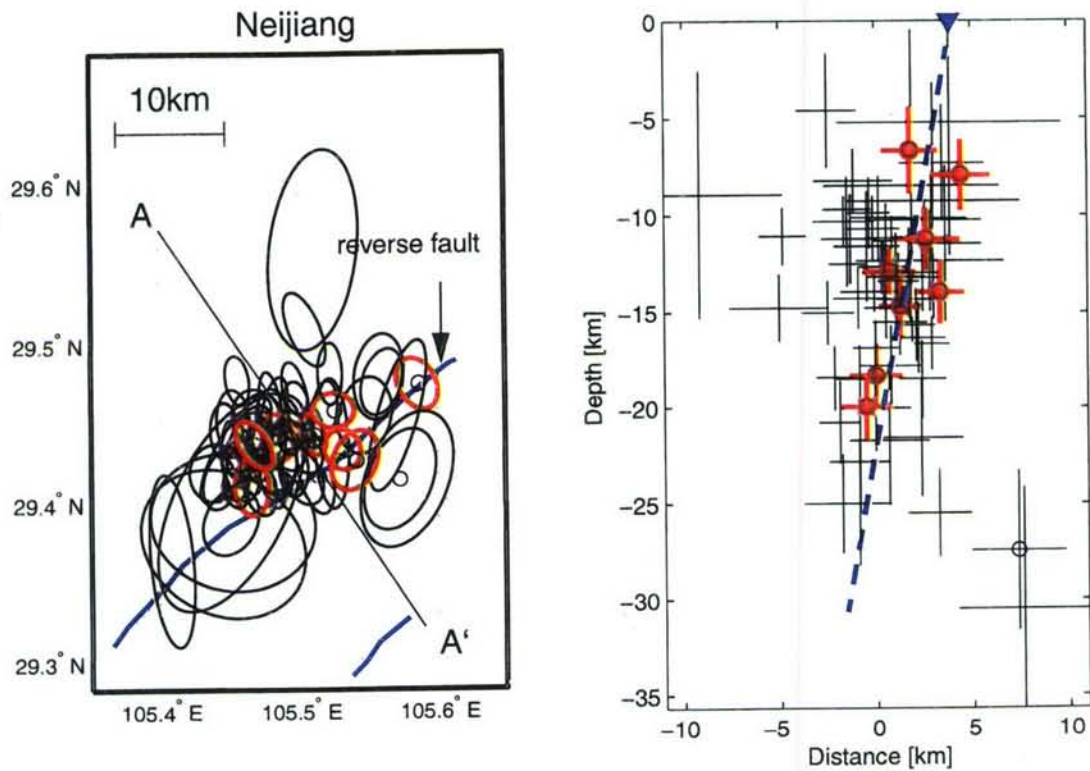 Neijiang
10km
29.6° N
A
reverse fault
29.5° N
29.4° N
29.3° N
A‘
105.4° E
105.5° E
105.6° E
0
−5
−10
−15
−20
−25
−30
−35
Depth [km]
−10
−5
0
5
10
Distance [km]